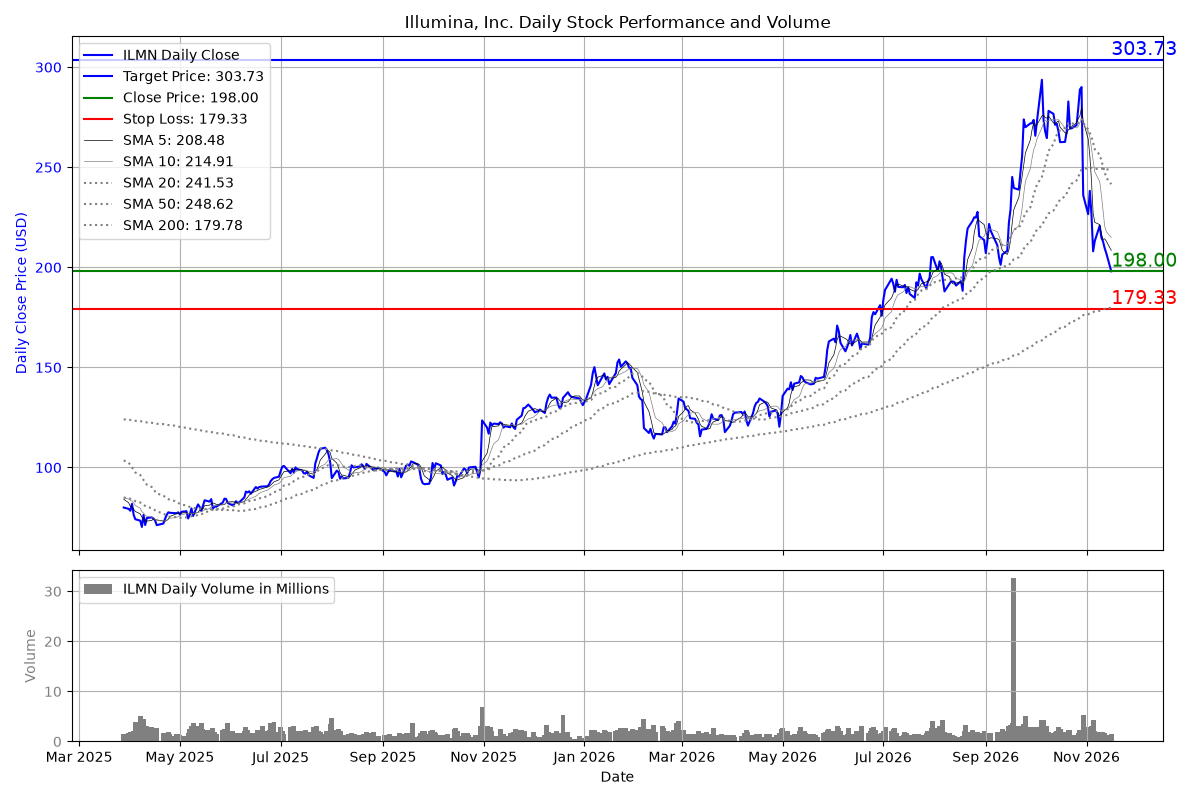 Illumina, Inc. Daily Stock Performance and Volume
Daily Close Price (USD)
300
250
200
150
100
ILMN Daily Close
Target Price: 303.73
Close Price: 198.00
Stop Loss: 179.33
SMA 5: 208.48
SMA 10: 214.91
SMA 20: 241.53
SMA 50: 248.62
SMA 200: 179.78
303.73
198.00
179.33
Volume
30
20
10
0
ILMN Daily Volume in Millions
Mar 2025 May 2025 Jul 2025 Sep 2025 Nov 2025 Jan 2026 Mar 2026 May 2026 Jul 2026 Sep 2026 Nov 2026
Date